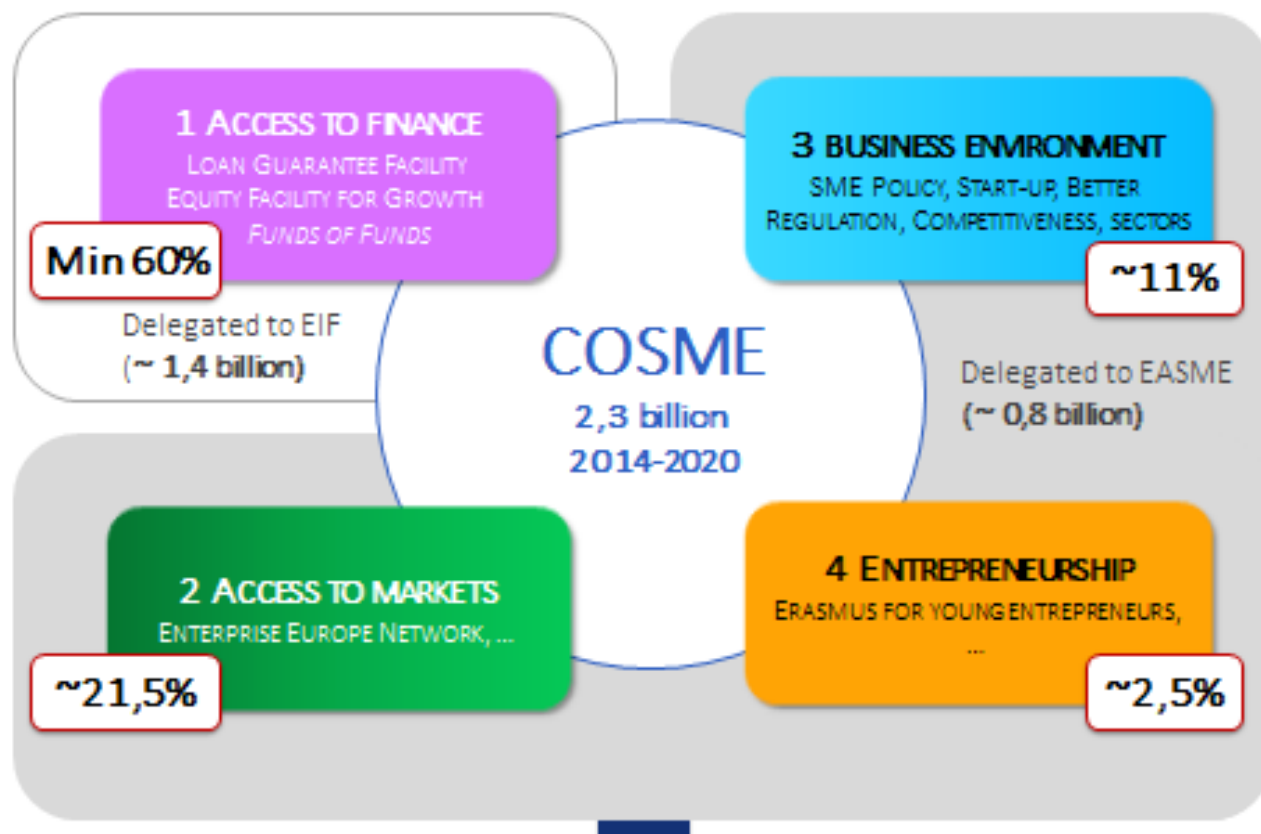 1 ACCESS TO FINANCE
LOAN GUARANTEE FACILITY
EQUITY FACILITY FOR GROWTH
FUNDS OF FUNDS
Min 60%
Delegated to EIF
(~ 1,4 billion)
3 BUSINESS ENVIRONMENT
SME POLICY, START-UP, BETTER
REGULATION, COMPETITIVENESS, SECTORS
~11%
Delegated to EASME
(~ 0,8 billion)
COSME
2,3 billion
2014-2020
2 ACCESS TO MARKETS
ENTERPRISE EUROPE NETWORK, ...
~21,5%
4 ENTREPRENEURSHIP
ERASMUS FOR YOUNG ENTREPRENEURS,
...
~2,5%